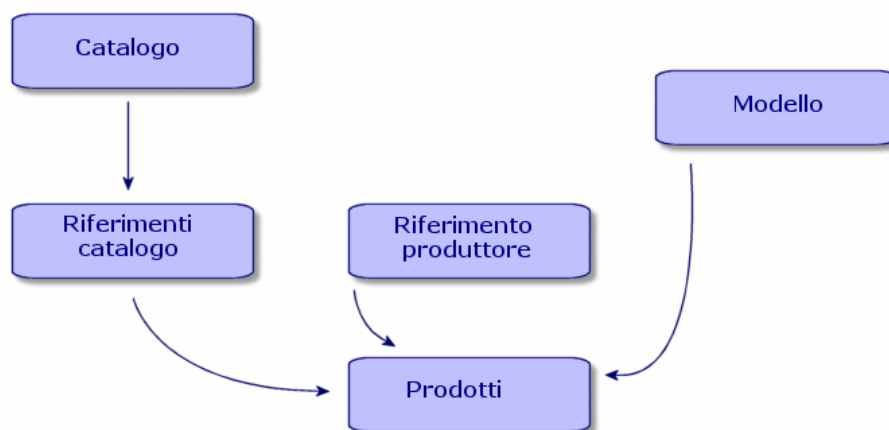 Catalogo
Modello
Riferimenti
catalogo
Riferimento
produttore
Prodotti